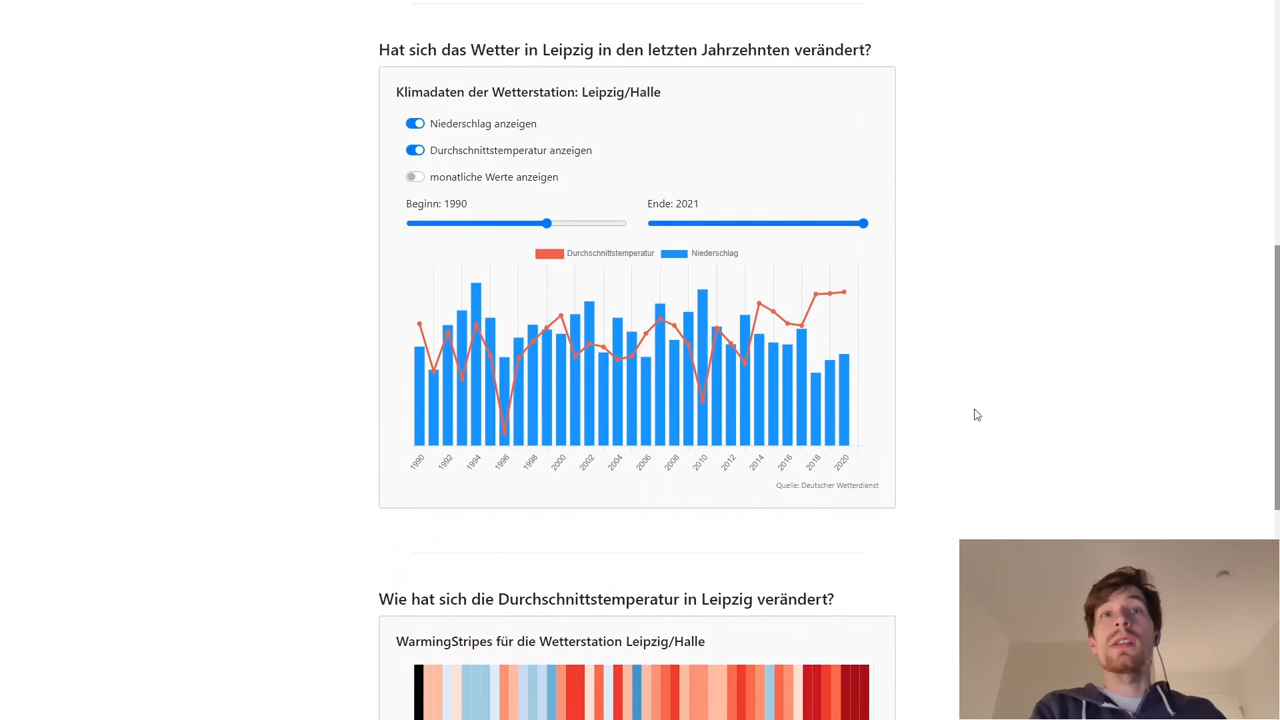 Hat sich das Wetter in Leipzig in den letzten Jahrzehnten verändert?
Klimadaten der Wetterstation: Leipzig/Halle
Niederschlag anzeigen
Durchschnittstemperatur anzeigen
monatliche Werte anzeigen
Beginn: 1990 Ende: 2021
Durchschnittstemperatur Niederschlag
1990 1992 1994 1996 1998 2000 2002 2004 2006 2008 2010 2012 2014 2016 2018 2020
Quelle: Deutscher Wetterdienst
Wie hat sich die Durchschnittstemperatur in Leipzig verändert?
WarmingStripes für die Wetterstation Leipzig/Halle